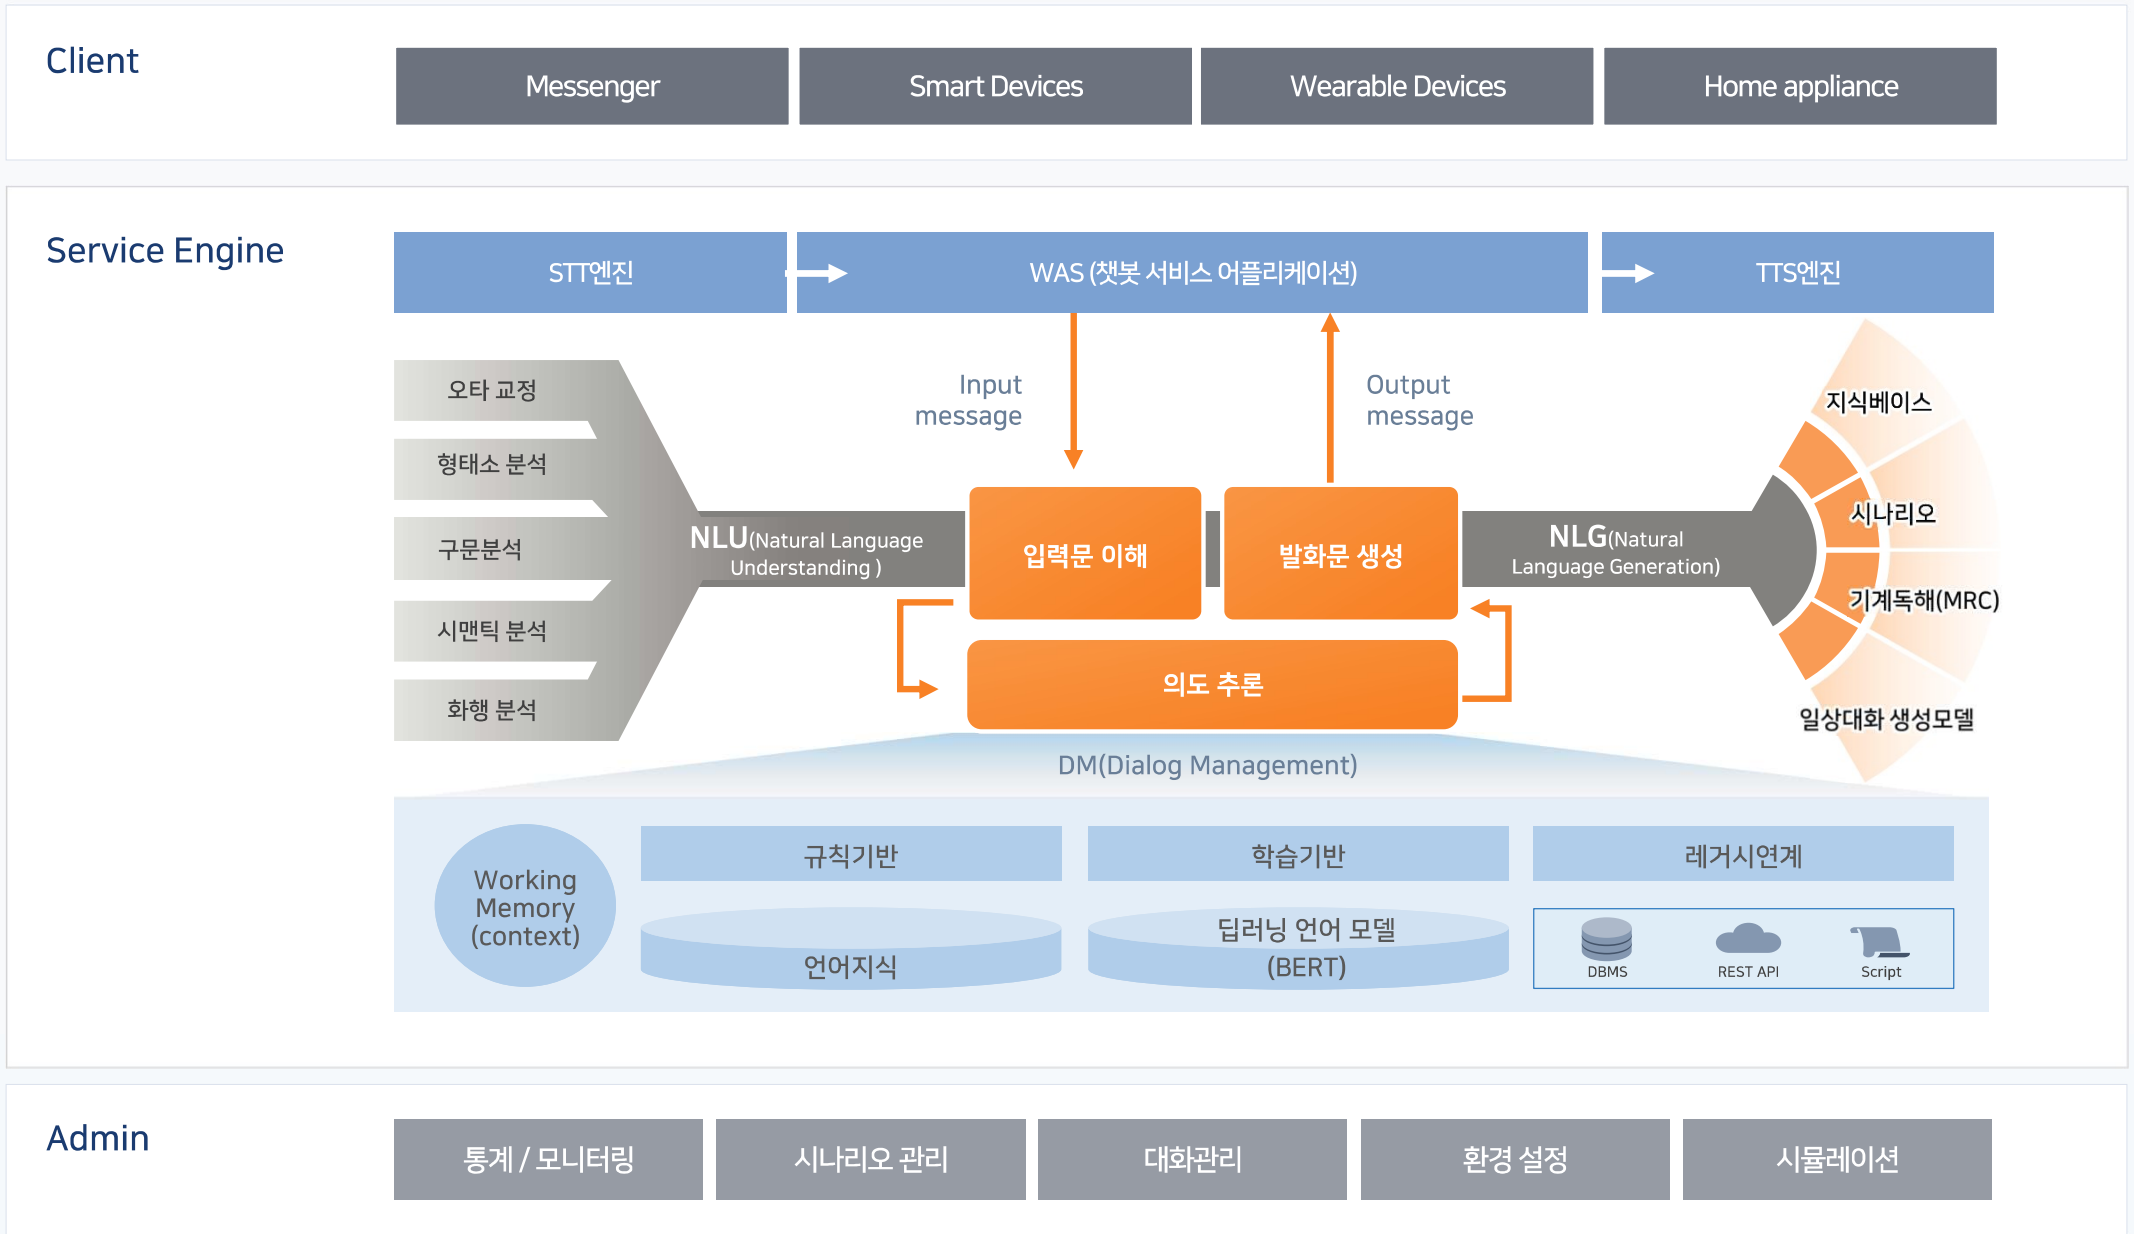 Client
Messenger
Smart Devices
Wearable Devices
Home appliance
Service Engine
STT엔진
WAS (챗봇 서비스 어플리케이션)
TTS엔진
오타 교정
형태소 분석
구문분석
시맨틱 분석
화행 분석
NLU(Natural Language
Understanding )
Input
message
Output
message
입력문 이해
발화문 생성
의도 추론
NLG(Natural
Language Generation)
지식베이스
시나리오
기계독해(MRC)
일상대화 생성모델
DM(Dialog Management)
Working
Memory
(context)
규칙기반
언어지식
학습기반
딥러닝 언어 모델
(BERT)
레거시연계
DBMS
REST API
Script
Admin
통계 / 모니터링
시나리오 관리
대화관리
환경 설정
시뮬레이션